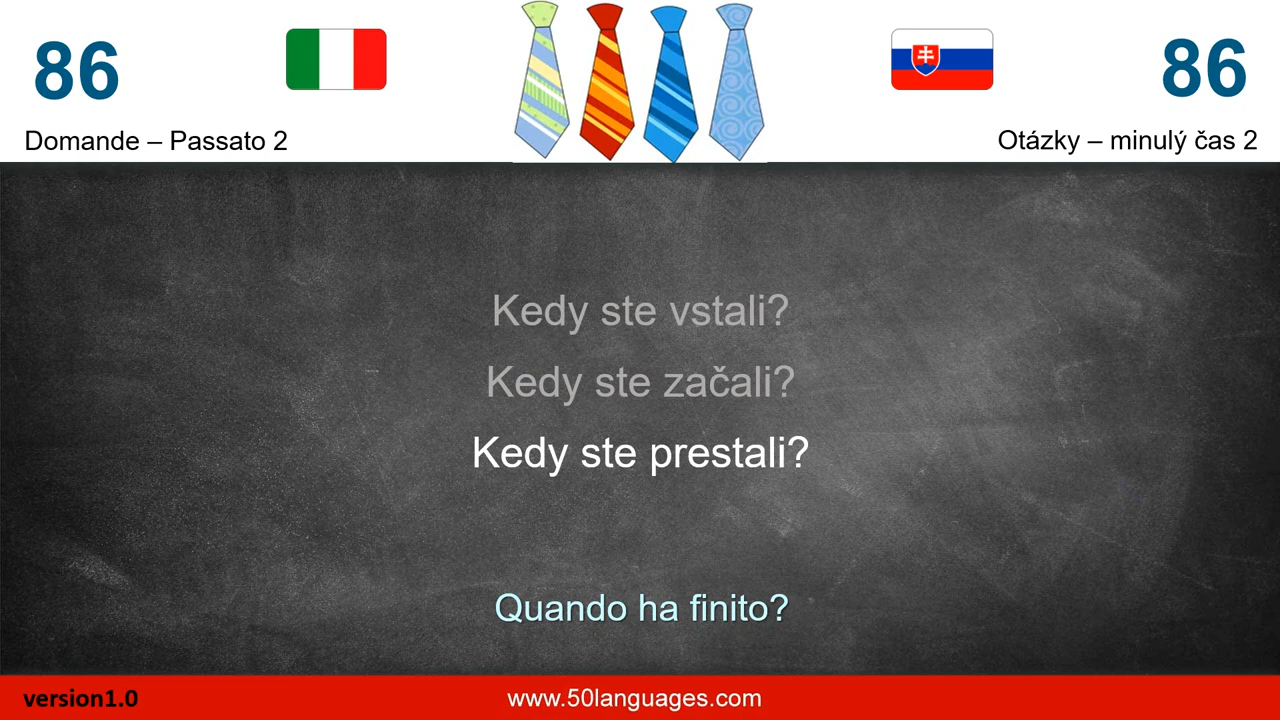 86
86
Domande – Passato 2
Otázky – minulý čas 2
Kedy ste vstali?
Kedy ste začali?
Kedy ste prestali?
Quando ha finito?
version1.0
www.50languages.com